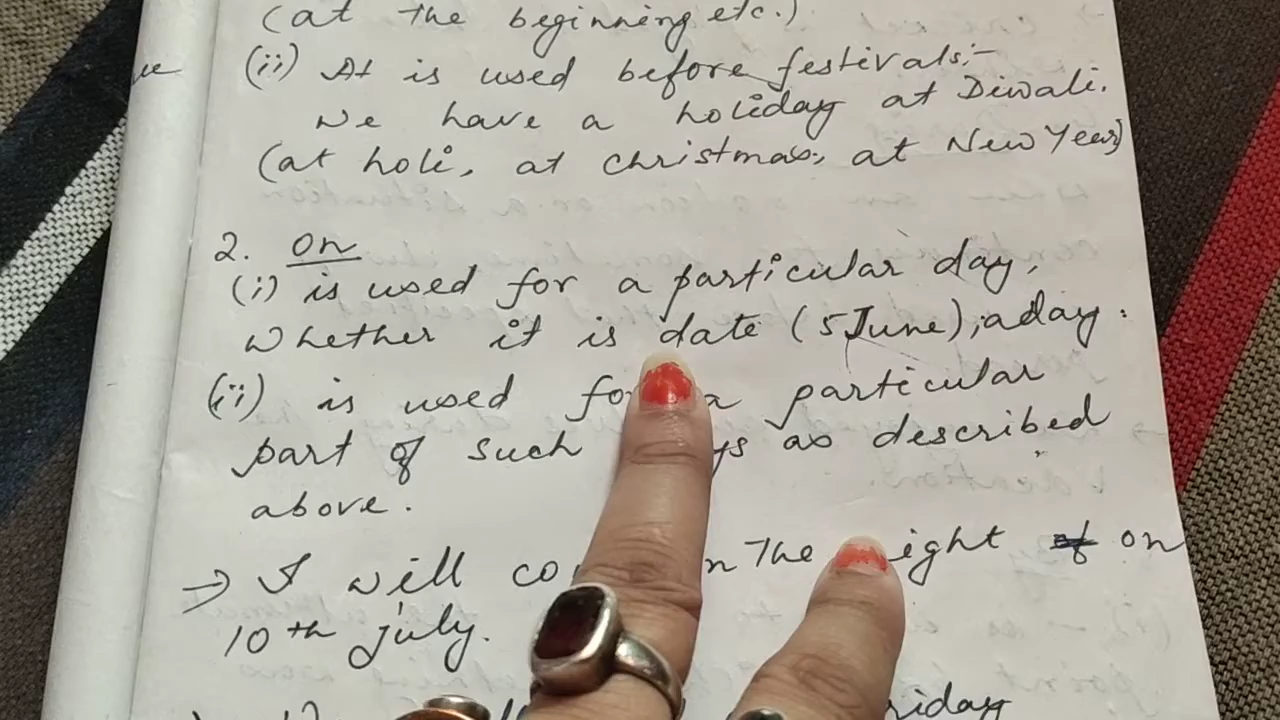 (at the beginning etc.)
(ii) At is used before festivals:-
we have a holiday at Diwali.
(at holi, at christmas, at New Year)
2. on
(i) is used for a particular day,
whether it is date (5 June), a day.
(ii) is used for a particular
part of such as described
above.
→ I will the on
10th july.